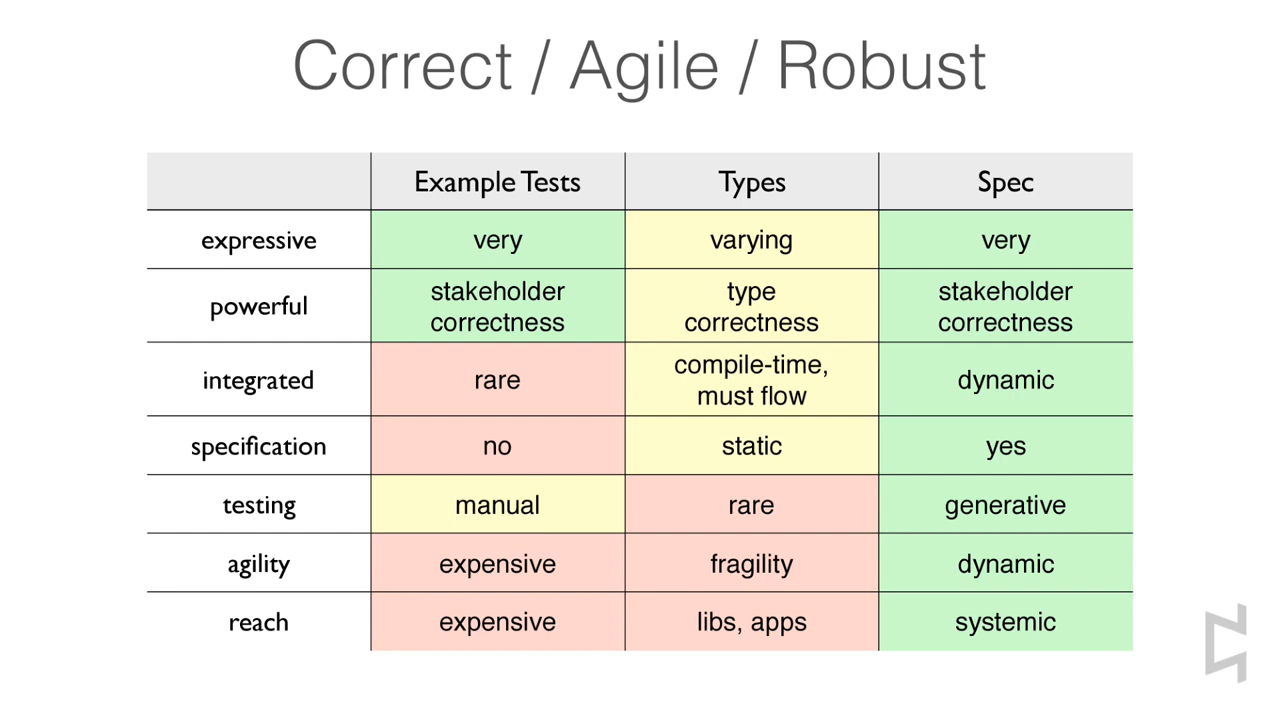 Correct / Agile / Robust
Example Tests Types Spec
expressive very varying very
powerful stakeholder correctness type correctness stakeholder correctness
integrated rare compile-time, must flow dynamic
specification no static yes
testing manual rare generative
agility expensive fragility dynamic
reach expensive libs, apps systemic